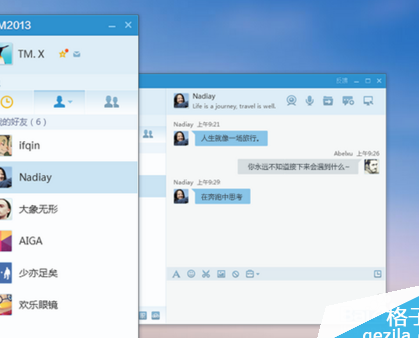 M2013
TM. X
我的好友 ( 6 )
ifqin
Nadiay
大象无形
AIGA
少亦足矣
欢乐眼镜
Nadiay
Life is a journey, travel is well.
Nadiay 上午9:21
人生就像一场旅行。
Abelwu 上午9:26
你永远不知道接下来会遇到什么~
Nadiay 上午9:29
在奔跑中思考
格子
gezila.c